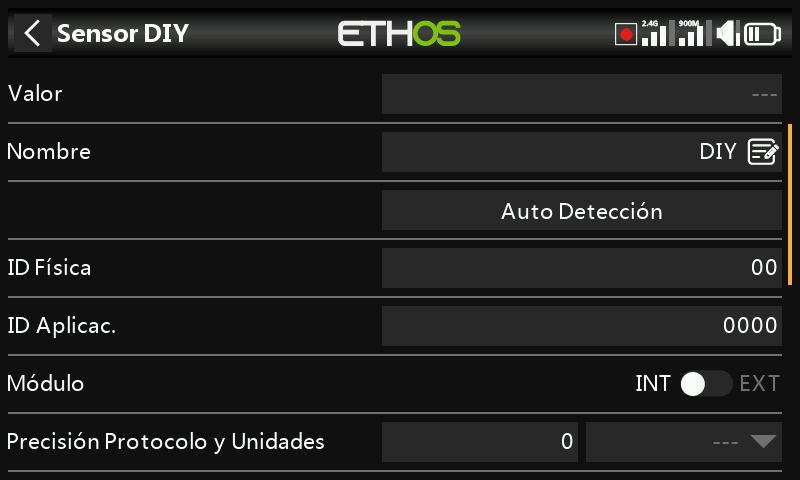 Sensor DIY
ETHOS
2.4G
900M
Valor
---
Nombre
DIY
Auto Detección
ID Física
00
ID Aplicac.
0000
Módulo
INT
EXT
Precisión Protocolo y Unidades
0
---